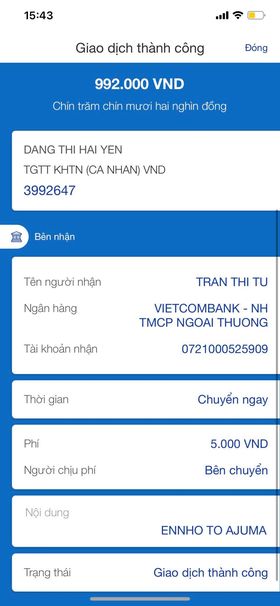 15:43
Giao dịch thành công
Đóng
992.000 VND
Chín trăm chín mươi hai nghìn đồng
DANG THI HAI YEN
TGTT KHTN (CA NHAN) VND
3992647
Bên nhận
Tên người nhận TRAN THI TU
Ngân hàng VIETCOMBANK - NH
TMCP NGOAI THUONG
Tài khoản nhận 0721000525909
Thời gian Chuyển ngay
Phí 5.000 VND
Người chịu phí Bên chuyển
Nội dung
ENNHO TO AJUMA
Trạng thái Giao dịch thành công